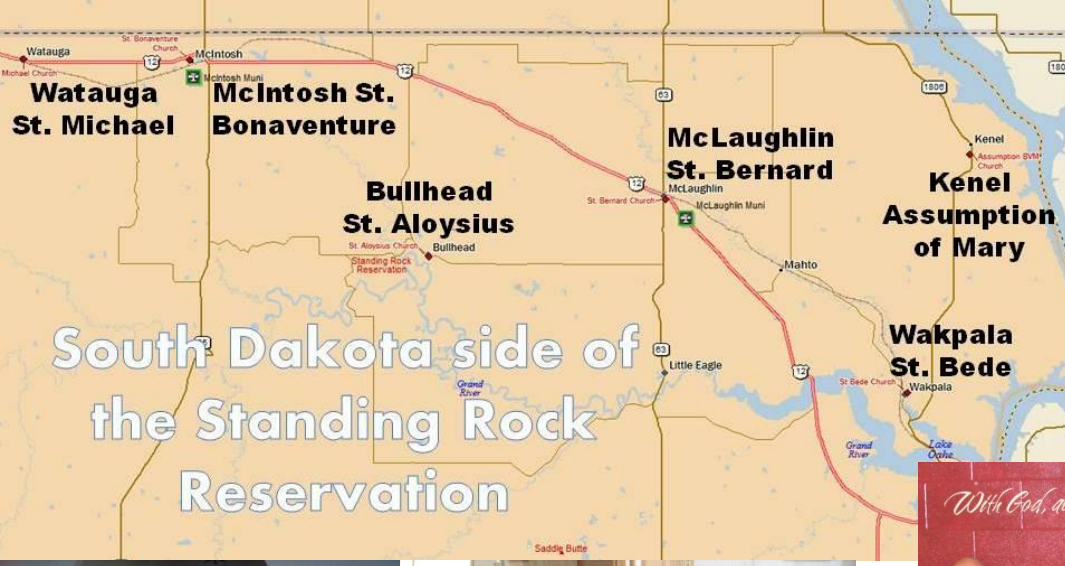 Watauga
Michael Church
Watauga
St. Michael
St. Bonaventure
Church
McIntosh
12
McIntosh Muni
McIntosh St.
Bonaventure
12
63
1806
180
Kenel
Assumption BVM
Church
Kenel
Assumption
of Mary
McLaughlin
St. Bernard
12
McLaughlin
St. Bernard Church
McLaughlin Muni
Bullhead
St. Aloysius
St. Aloysius Church
Bullhead
Standing Rock
Reservation
Mahto
South Dakota side of
the Standing Rock
Reservation
Grand
River
63
Little Eagle
12
Wakpala
St. Bede
St Bede Church
Wakpala
Grand
River
Lake
Oahe
Saddle Butte
With God,